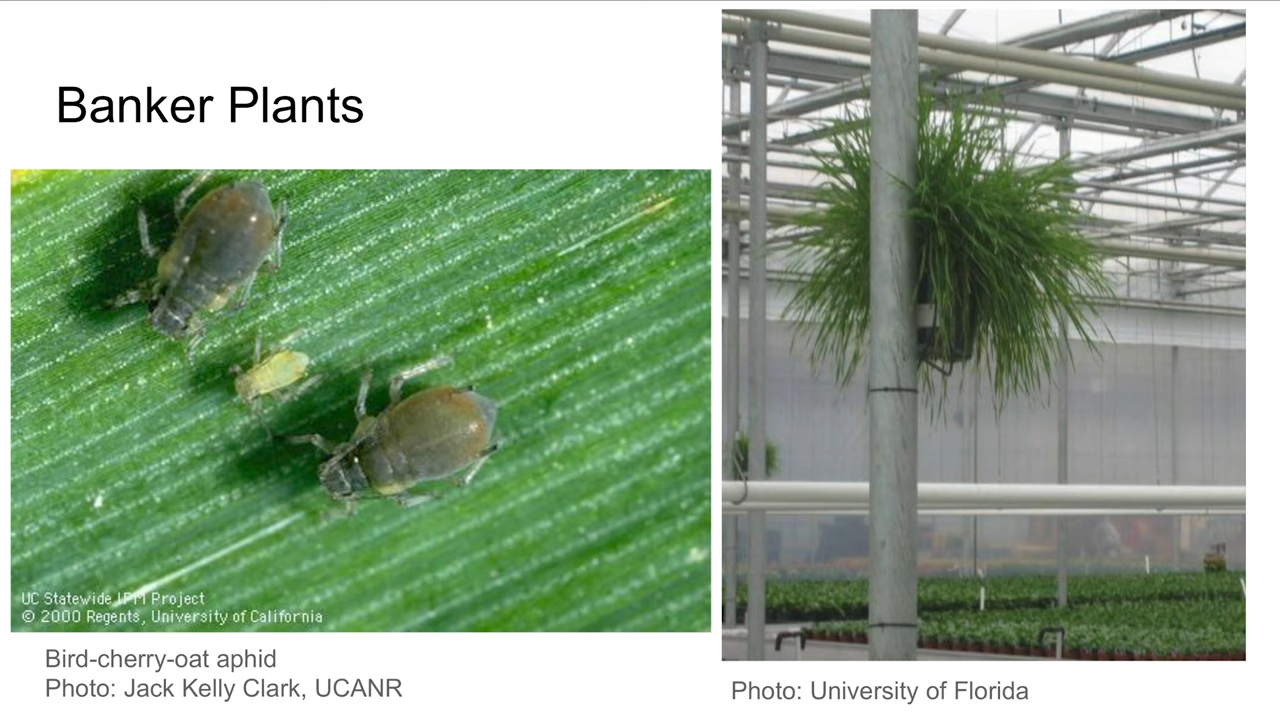 Banker Plants
UC Statewide IPM Project
© 2000 Regents, University of California
Bird-cherry-oat aphid
Photo: Jack Kelly Clark, UCANR
Photo: University of Florida